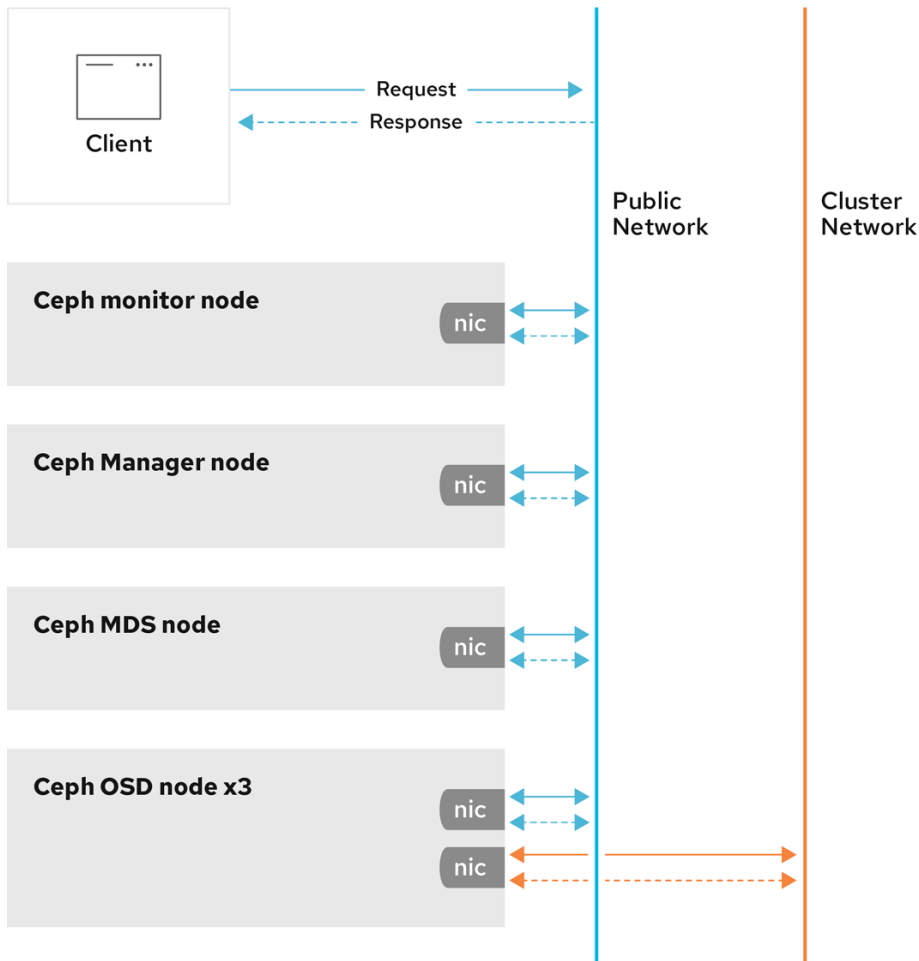 Client
Request
Response
Public
Network
Cluster
Network
Ceph monitor node
nic
Ceph Manager node
nic
Ceph MDS node
nic
Ceph OSD node x3
nic
nic